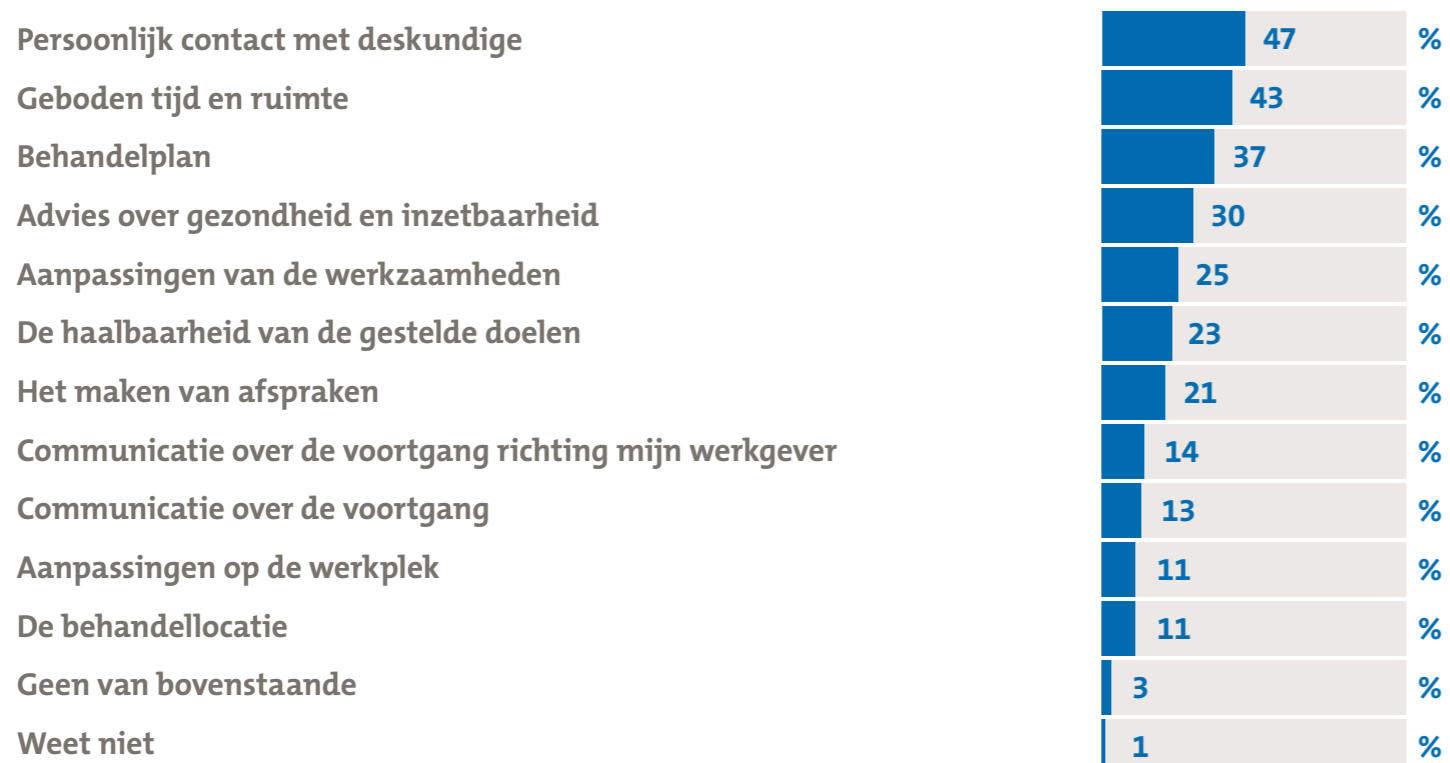 Persoonlijk contact met deskundige 47 %
Geboden tijd en ruimte 43 %
Behandelplan 37 %
Advies over gezondheid en inzetbaarheid 30 %
Aanpassingen van de werkzaamheden 25 %
De haalbaarheid van de gestelde doelen 23 %
Het maken van afspraken 21 %
Communicatie over de voortgang richting mijn werkgever 14 %
Communicatie over de voortgang 13 %
Aanpassingen op de werkplek 11 %
De behandellocatie 11 %
Geen van bovenstaande 3 %
Weet niet 1 %